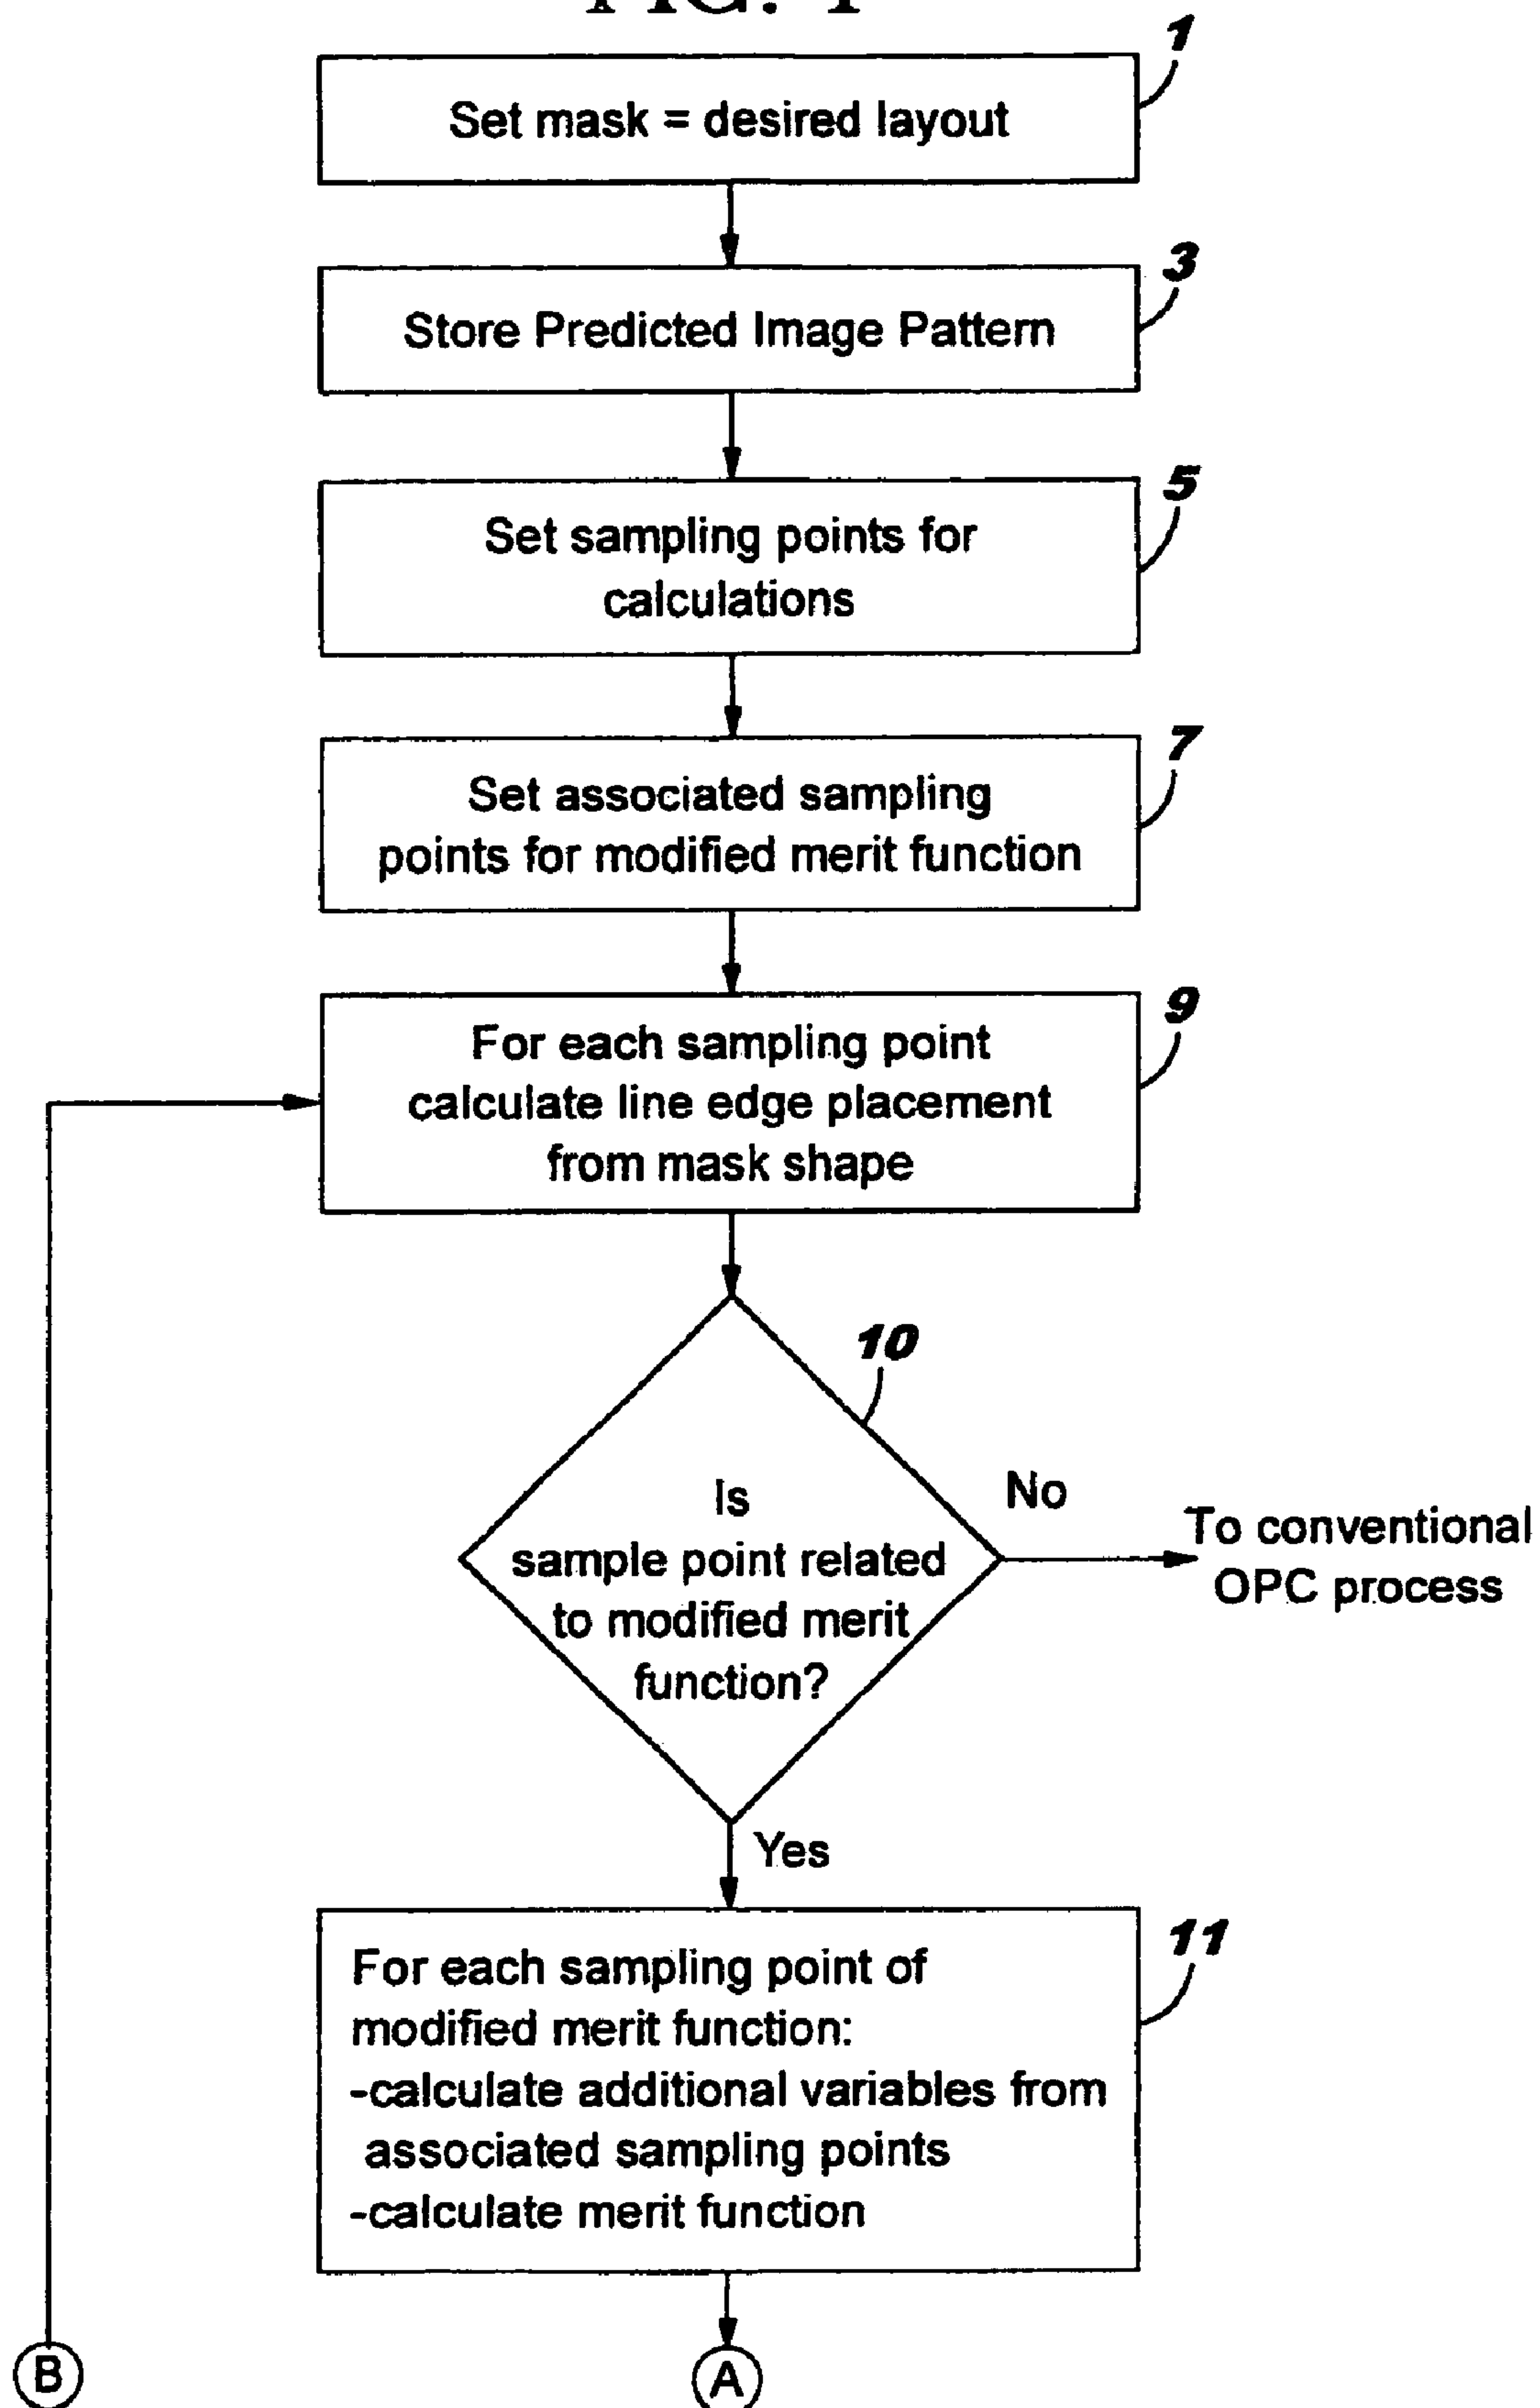 1
Set mask = desired layout
3
Store Predicted Image Pattern
5
Set sampling points for
calculations
7
Set associated sampling
points for modified merit function
9
For each sampling point
calculate line edge placement
from mask shape
10
Is
sample point related
to modified merit
function?
No
To conventional
OPC process
Yes
11
For each sampling point of
modified merit function:
-calculate additional variables from
associated sampling points
-calculate merit function
B
A